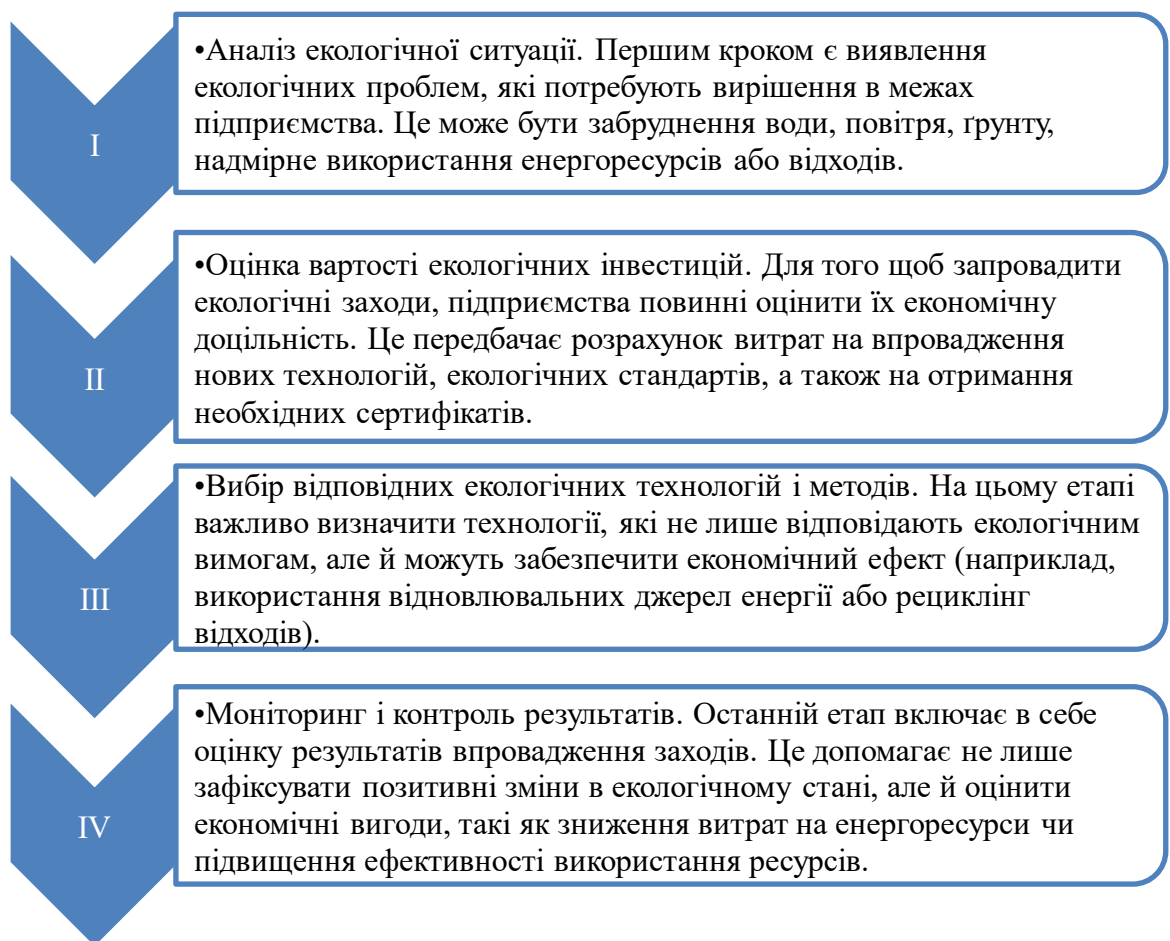 I
•Аналіз екологічної ситуації. Першим кроком є виявлення
екологічних проблем, які потребують вирішення в межах
підприємства. Це може бути забруднення води, повітря, ґрунту,
надмірне використання енергоресурсів або відходів.
II
•Оцінка вартості екологічних інвестицій. Для того щоб запровадити
екологічні заходи, підприємства повинні оцінити їх економічну
доцільність. Це передбачає розрахунок витрат на впровадження
нових технологій, екологічних стандартів, а також на отримання
необхідних сертифікатів.
III
•Вибір відповідних екологічних технологій і методів. На цьому етапі
важливо визначити технології, які не лише відповідають екологічним
вимогам, але й можуть забезпечити економічний ефект (наприклад,
використання відновлювальних джерел енергії або рециклінг
відходів).
IV
•Моніторинг і контроль результатів. Останній етап включає в себе
оцінку результатів впровадження заходів. Це допомагає не лише
зафіксувати позитивні зміни в екологічному стані, але й оцінити
економічні вигоди, такі як зниження витрат на енергоресурси чи
підвищення ефективності використання ресурсів.